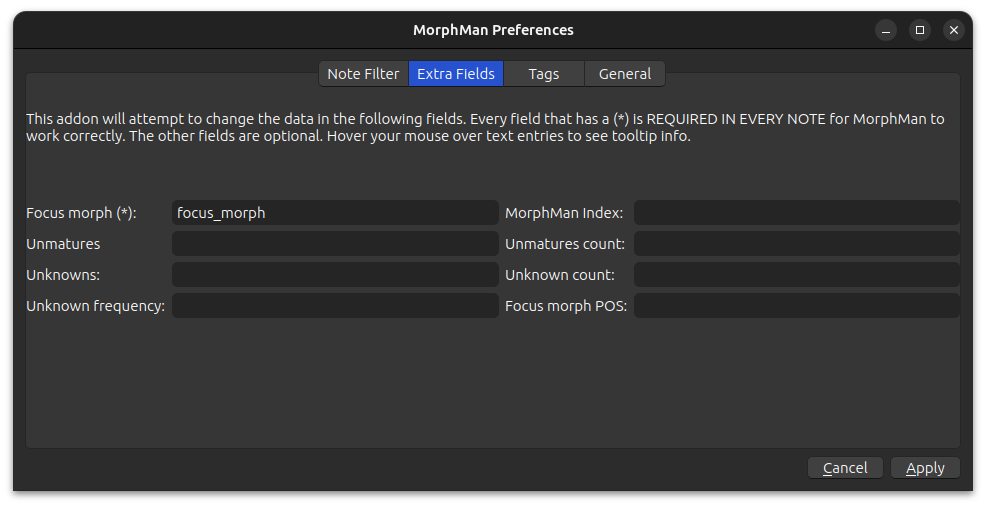 MorphMan Preferences
Note Filter Extra Fields Tags General
This addon will attempt to change the data in the following fields. Every field that has a (*) is REQUIRED IN EVERY NOTE for MorphMan to
work correctly. The other fields are optional. Hover your mouse over text entries to see tooltip info.
Focus morph (*): focus_morph MorphMan Index:
Unmatures Unmatures count:
Unknowns: Unknown count:
Unknown frequency: Focus morph POS:
Cancel Apply